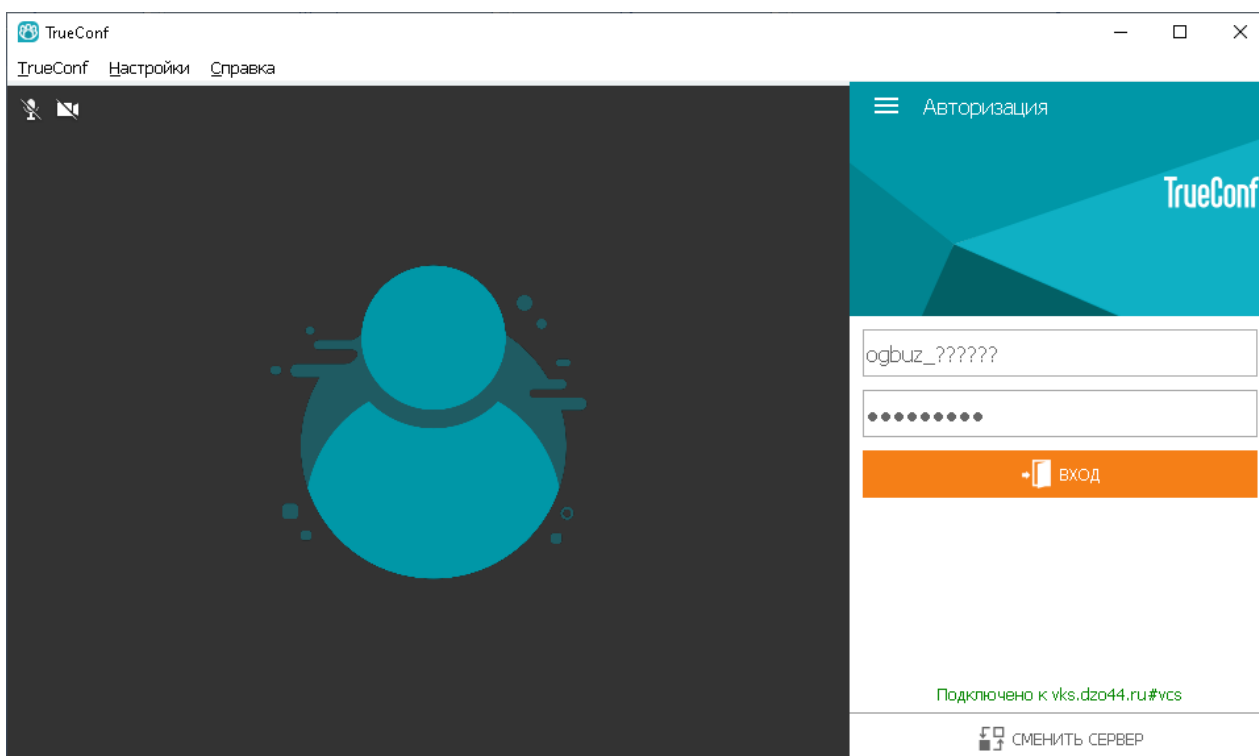 TrueConf
TrueConf Настройки Справка
Авторизация
TrueConf
ogbuz_??????
•••••••••
ВХОД
Подключено к vks.dzo44.ru#vcs
СМЕНИТЬ СЕРВЕР